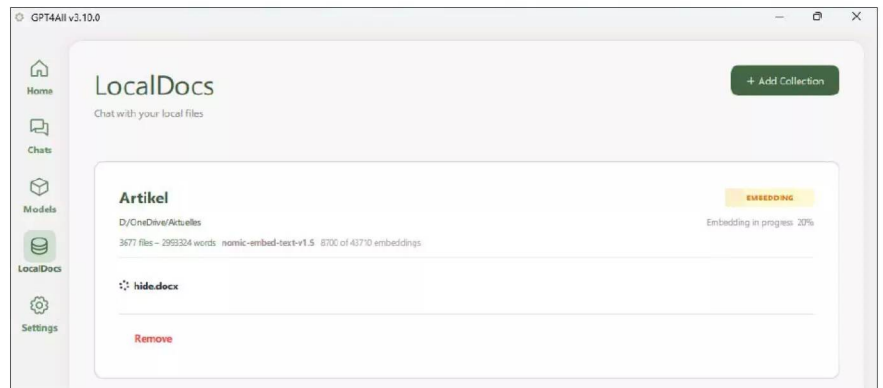 GPT4All v3.10.0
Home
Chats
Models
LocalDocs
Settings
LocalDocs
Chat with your local files
+ Add Collection
Artikel
EMBEDDING
D:/OneDrive/Aktuelles
Embedding in progress 20%
3677 files – 2993324 words nomic-embed-text-v1.5 8700 of 43710 embeddings
hide.docx
Remove